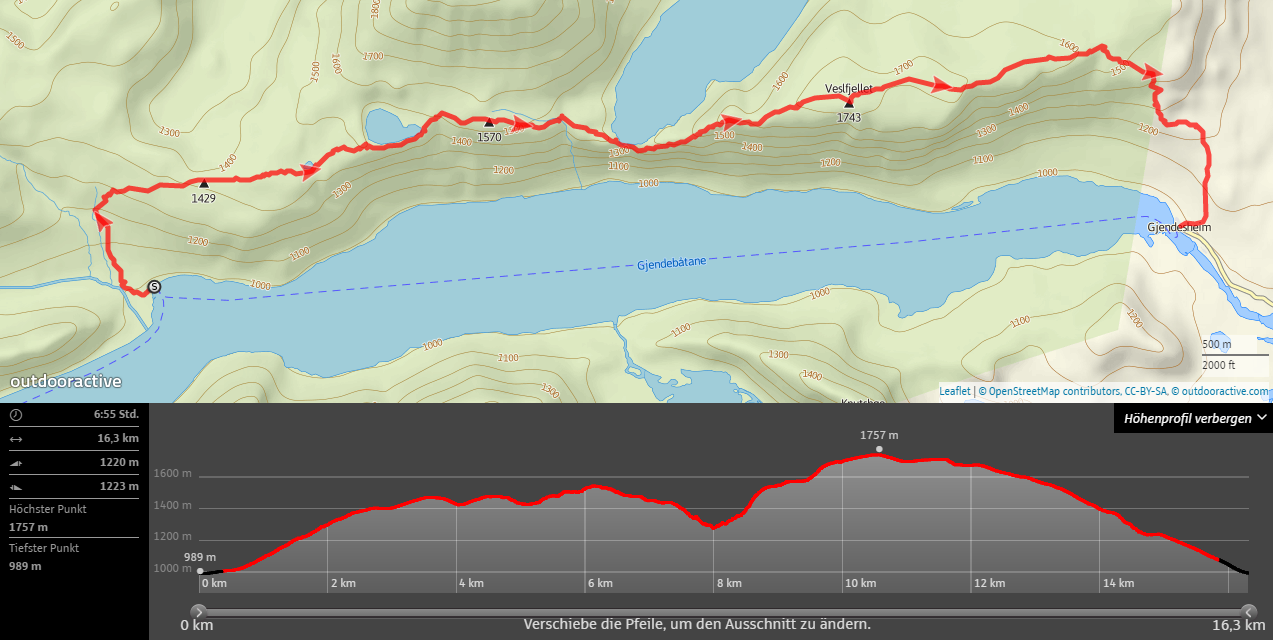 1500
1800
1700
1600
1500
1300
1400
1429
1300
1200
1100
1000
1400
1570
1200
1300
1100
1000
1500
1400
1200
1600
Veslfjellet
1743
1700
1600
1400
1300
1100
1000
1200
Gjendesheim
Gjendebåtane
S
1000
1100
1300
1100
1000
1300
1400
1100
1200
500 m
2000 ft
outdooractive
Leaflet | © OpenStreetMap contributors, CC-BY-SA, © outdooractive.com
Höhenprofil verbergen
6:55 Std.
16,3 km
1220 m
1223 m
Höchster Punkt
1757 m
Tiefster Punkt
989 m
1757 m
1600 m
1400 m
1200 m
989 m
1000 m
0 km
2 km
4 km
6 km
8 km
10 km
12 km
14 km
0 km
Verschiebe die Pfeile, um den Ausschnitt zu ändern.
16,3 km